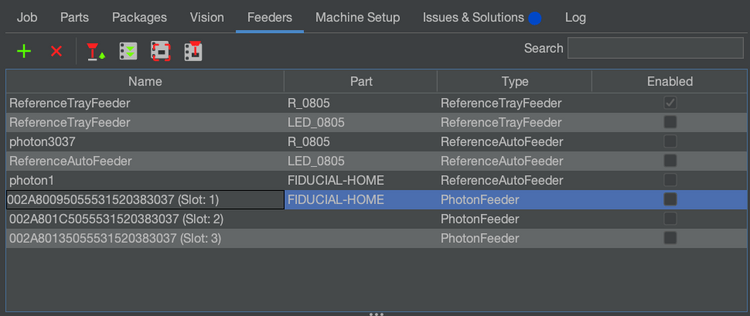 Job Parts Packages Vision Feeders Machine Setup Issues & Solutions Log
Search
Name Part Type Enabled
ReferenceTrayFeeder R_0805 ReferenceTrayFeeder
ReferenceTrayFeeder LED_0805 ReferenceTrayFeeder
photon3037 R_0805 ReferenceAutoFeeder
ReferenceAutoFeeder LED_0805 ReferenceAutoFeeder
photon1 FIDUCIAL-HOME ReferenceAutoFeeder
002A80095055531520383037 (Slot: 1) FIDUCIAL-HOME PhotonFeeder
002A801C5055531520383037 (Slot: 2) PhotonFeeder
002A80135055531520383037 (Slot: 3) PhotonFeeder